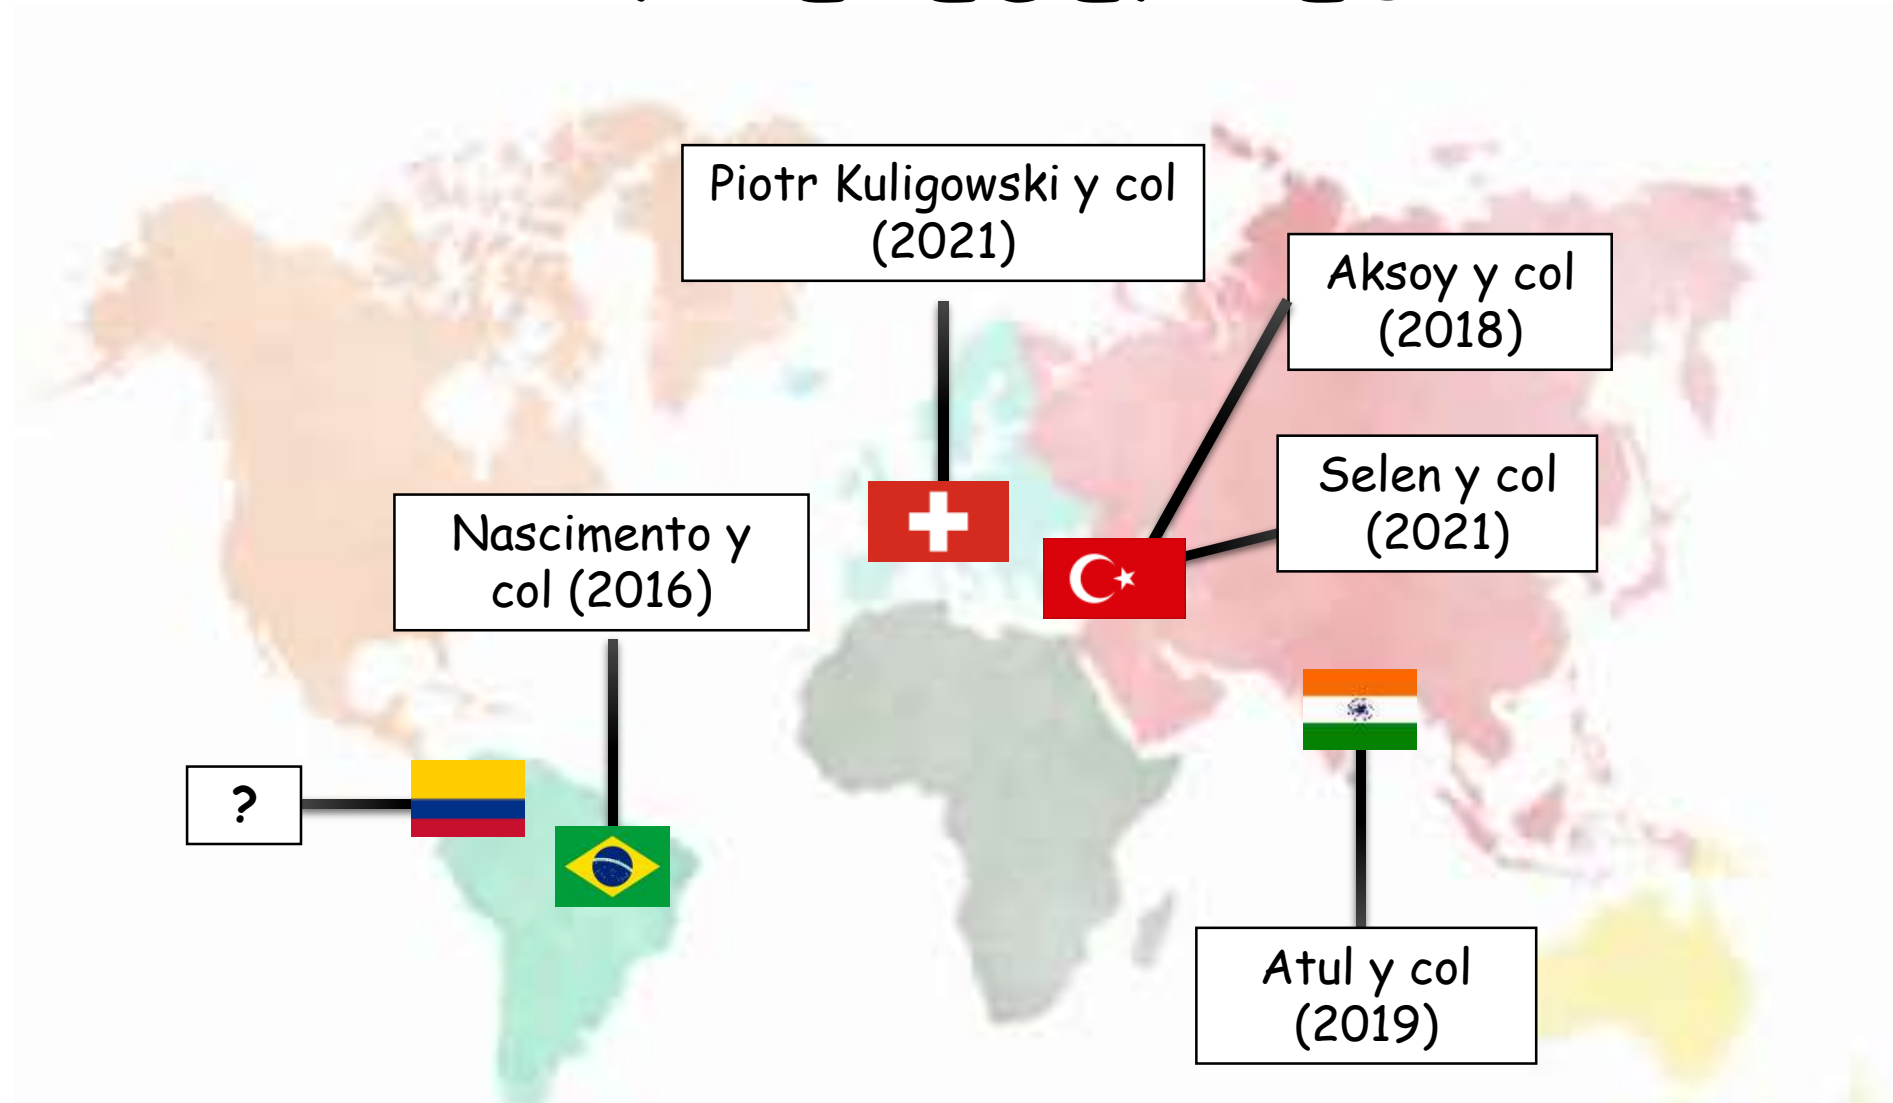 Piotr Kuligowski y col
(2021)
Aksoy y col
(2018)
Selen y col
(2021)
Nascimento y
col (2016)
?
Atul y col
(2019)